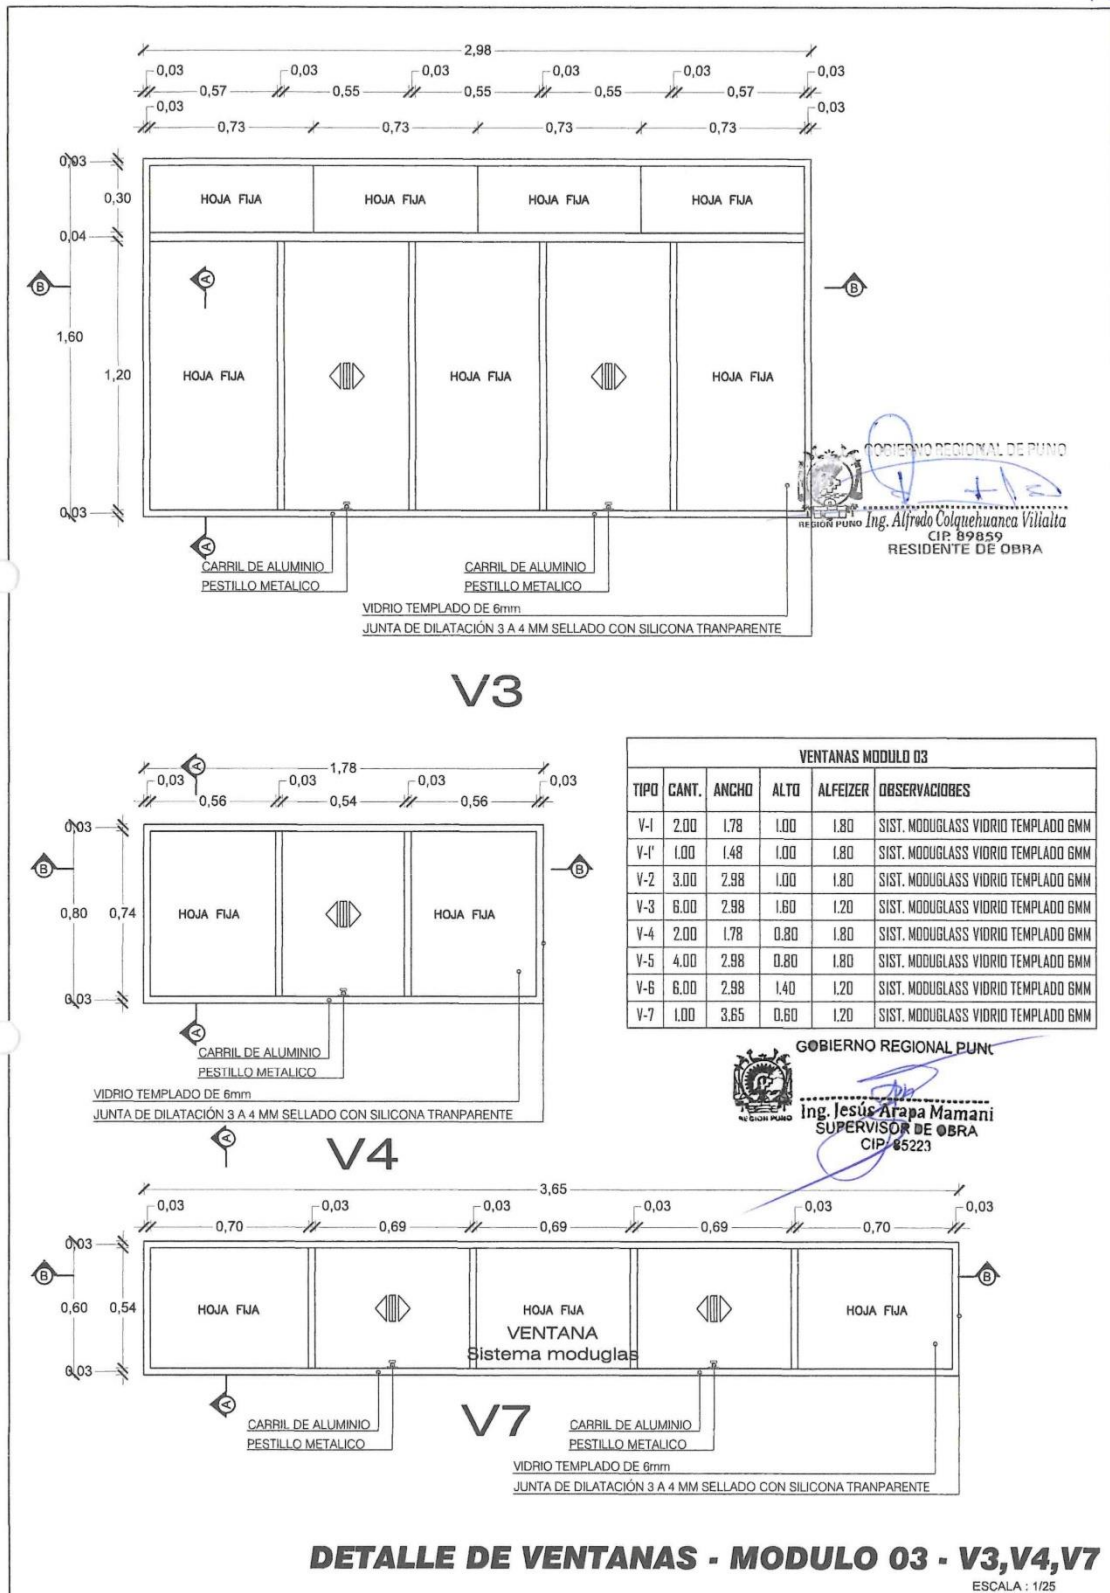 2,98
0,03 0,03 0,03 0,03 0,03 0,03
0,57 0,55 0,55 0,55 0,57
0,03 0,03
0,73 0,73 0,73 0,73
0,03
0,30
0,04
1,60
1,20
0,03
HOJA FIJA HOJA FIJA HOJA FIJA HOJA FIJA
A
B B
HOJA FIJA HOJA FIJA HOJA FIJA
A
CARRIL DE ALUMINIO CARRIL DE ALUMINIO
PESTILLO METALICO PESTILLO METALICO
VIDRIO TEMPLADO DE 6mm
JUNTA DE DILATACIÓN 3 A 4 MM SELLADO CON SILICONA TRANPARENTE
GOBIERNO REGIONAL DE PUNO
REGIÓN PUNO
Ing. Alfredo Colquehuanca Villalta
CIP. 89859
RESIDENTE DE OBRA
V3
A
1,78
0,03 0,03 0,03 0,03
0,56 0,54 0,56
0,03
B B
0,80 0,74
0,03
HOJA FIJA HOJA FIJA
A
CARRIL DE ALUMINIO
PESTILLO METALICO
VIDRIO TEMPLADO DE 6mm
JUNTA DE DILATACIÓN 3 A 4 MM SELLADO CON SILICONA TRANPARENTE
V4
VENTANAS MODULO 03
TIPO CANT. ANCHO ALTO ALFEIZER OBSERVACIOBES
V-1 2.00 1.78 1.00 1.80 SIST. MODUGLASS VIDRIO TEMPLADO 6MM
V-1' 1.00 1.48 1.00 1.80 SIST. MODUGLASS VIDRIO TEMPLADO 6MM
V-2 3.00 2.98 1.00 1.80 SIST. MODUGLASS VIDRIO TEMPLADO 6MM
V-3 6.00 2.98 1.60 1.20 SIST. MODUGLASS VIDRIO TEMPLADO 6MM
V-4 2.00 1.78 0.80 1.80 SIST. MODUGLASS VIDRIO TEMPLADO 6MM
V-5 4.00 2.98 0.80 1.80 SIST. MODUGLASS VIDRIO TEMPLADO 6MM
V-6 6.00 2.98 1.40 1.20 SIST. MODUGLASS VIDRIO TEMPLADO 6MM
V-7 1.00 3.65 0.60 1.20 SIST. MODUGLASS VIDRIO TEMPLADO 6MM
GOBIERNO REGIONAL PUNO
REGION PUNO
Ing. Jesús Arapa Mamani
SUPERVISOR DE OBRA
CIP: 85223
A
3,65
0,03 0,03 0,03 0,03 0,03 0,03
0,70 0,69 0,69 0,69 0,70
0,03
B B
0,60 0,54
0,03
HOJA FIJA HOJA FIJA HOJA FIJA
VENTANA
Sistema moduglas
A
CARRIL DE ALUMINIO CARRIL DE ALUMINIO
PESTILLO METALICO PESTILLO METALICO
V7
VIDRIO TEMPLADO DE 6mm
JUNTA DE DILATACIÓN 3 A 4 MM SELLADO CON SILICONA TRANPARENTE
DETALLE DE VENTANAS - MODULO 03 - V3,V4,V7
ESCALA : 1/25